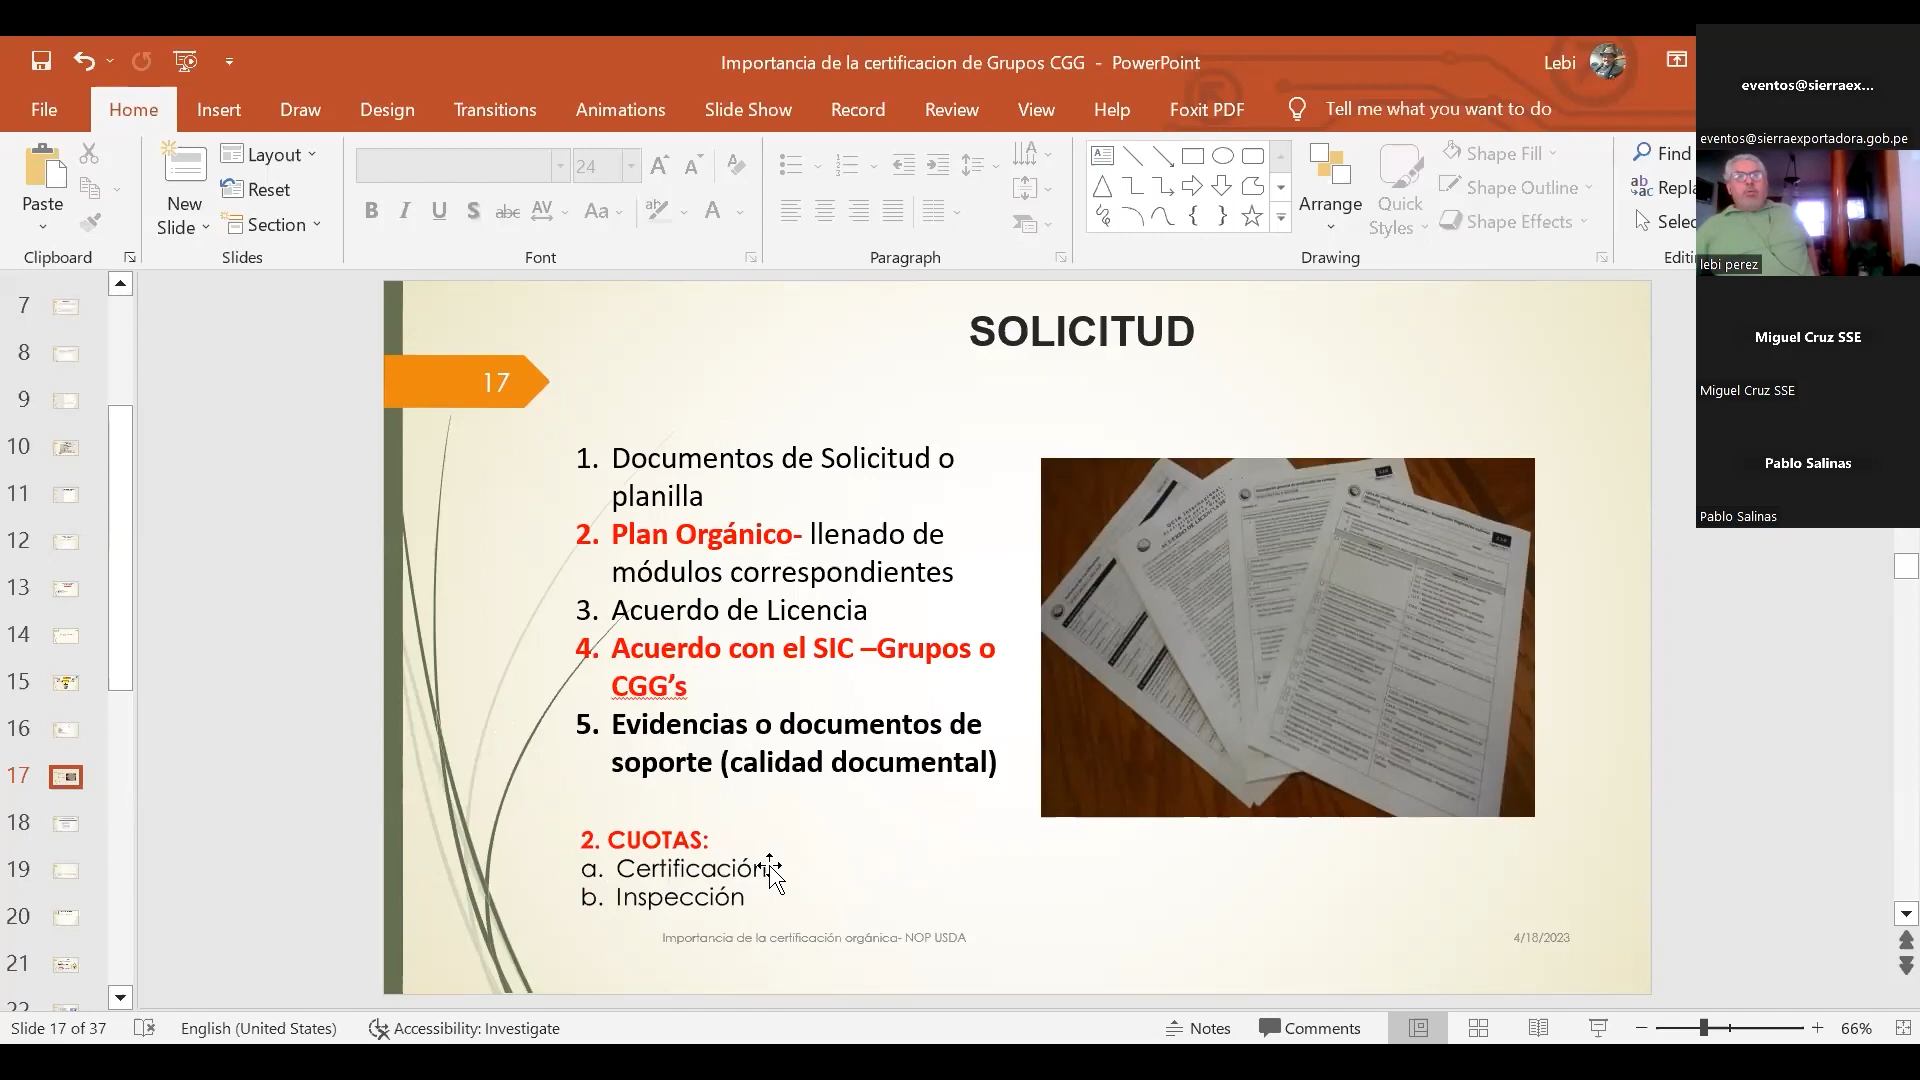 Importancia de la certificacion de Grupos CGG - PowerPoint
Lebi
File Home Insert Draw Design Transitions Animations Slide Show Record Review View Help Foxit PDF Tell me what you want to do
Paste
Clipboard
New Slide
Layout
Reset
Section
Slides
24
Font
Paragraph
Arrange
Quick Styles
Shape Fill
Shape Outline
Shape Effects
Drawing
Find
eventos@sierraex...
eventos@sierraexportadora.gob.pe
lebi perez
Miguel Cruz SSE
Miguel Cruz SSE
Pablo Salinas
Pablo Salinas
7
8
9
10
11
12
13
14
15
16
17
18
19
20
21
22
SOLICITUD
17
1. Documentos de Solicitud o
planilla
2. Plan Orgánico- llenado de
módulos correspondientes
3. Acuerdo de Licencia
4. Acuerdo con el SIC –Grupos o
CGG’s
5. Evidencias o documentos de
soporte (calidad documental)
2. CUOTAS:
a. Certificación
b. Inspección
Importancia de la certificación orgánica- NOP USDA
4/18/2023
Slide 17 of 37 English (United States) Accessibility: Investigate Notes Comments 66%